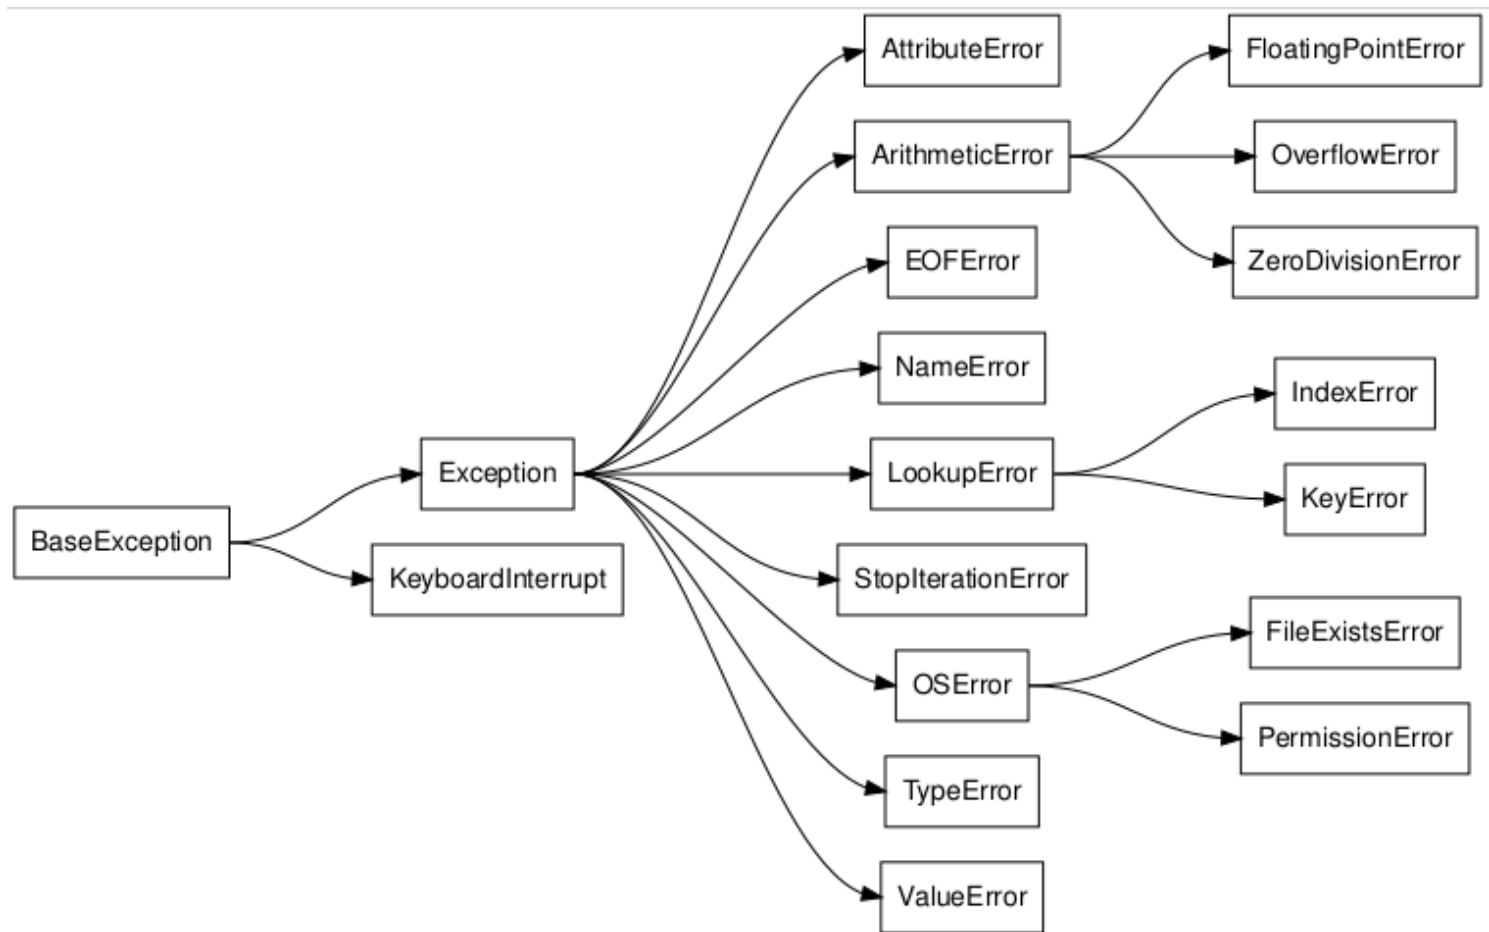 AttributeError
FloatingPointError
ArithmeticError
OverflowError
EOFError
ZeroDivisionError
NameError
IndexError
Exception
LookupError
KeyError
BaseException
KeyboardInterrupt
StopIterationError
FileExistsError
OSError
PermissionError
TypeError
ValueError